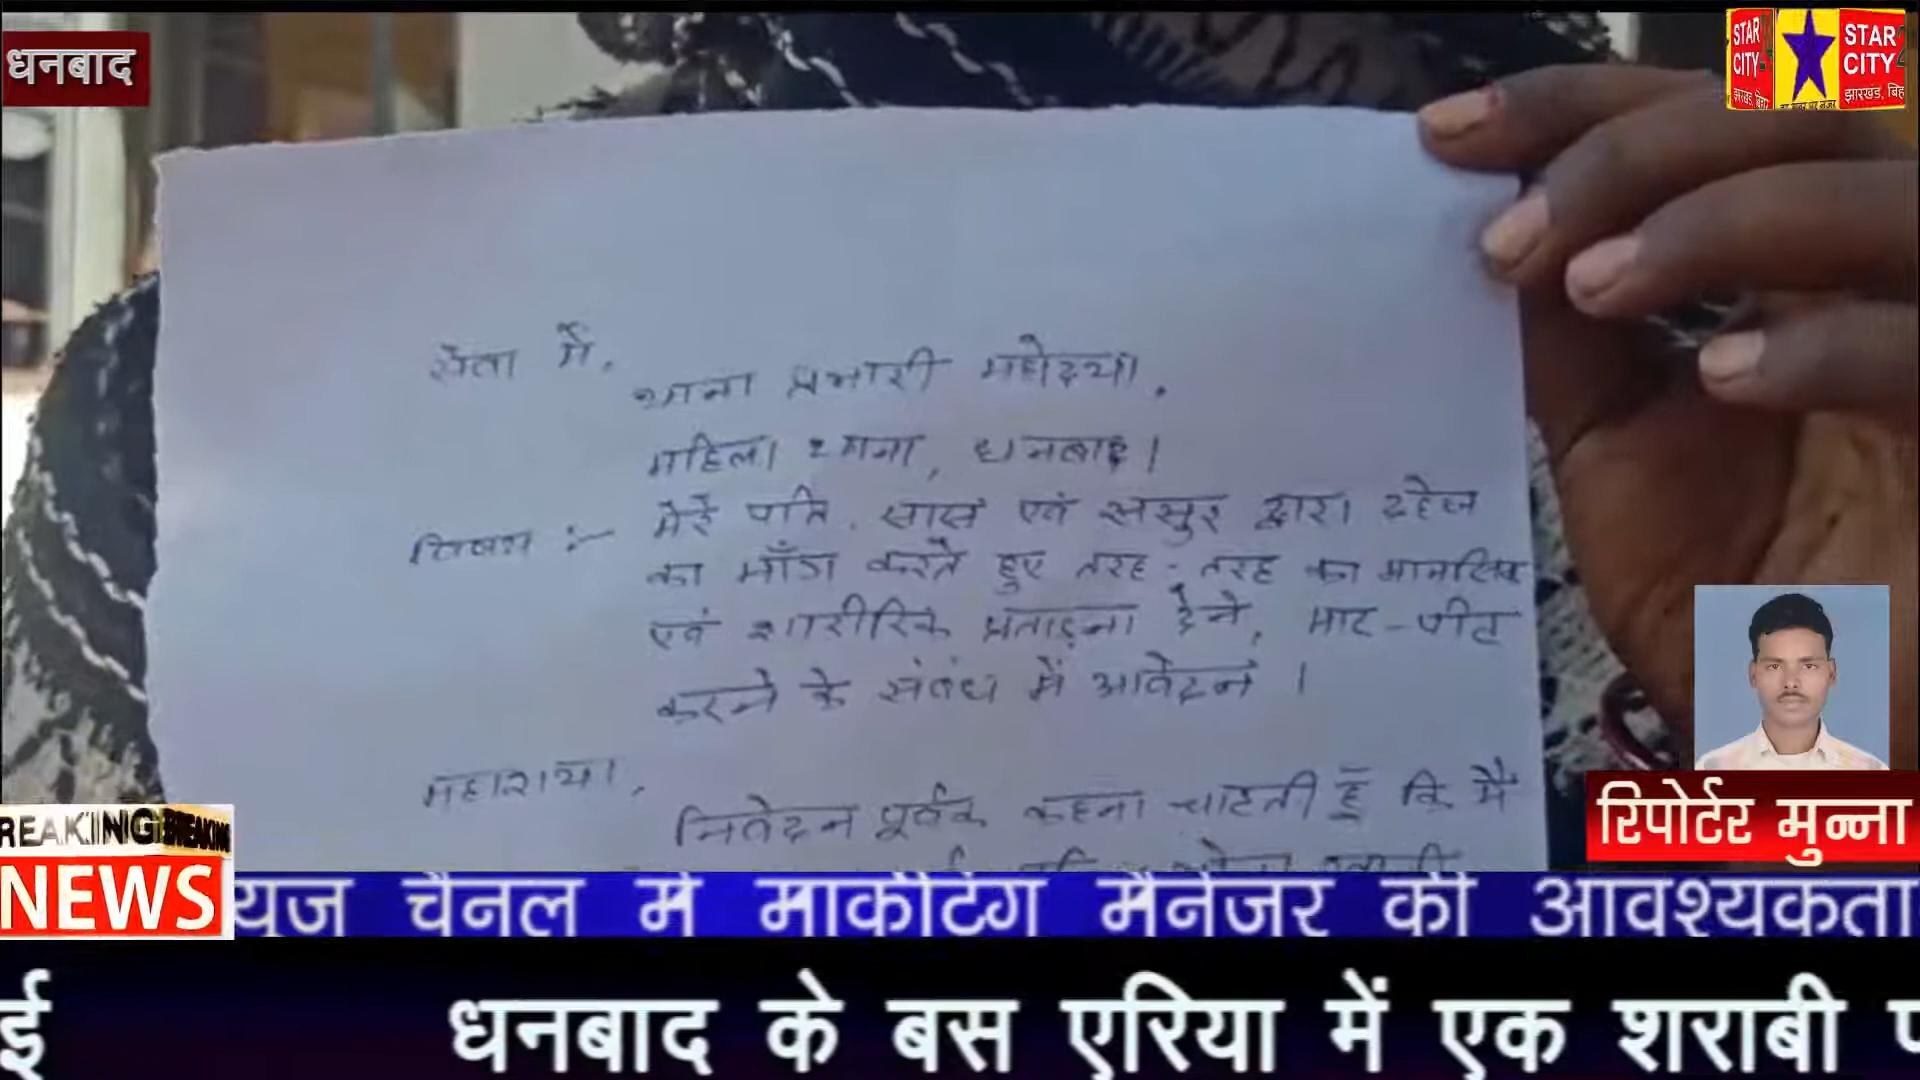 धनबाद
STAR CITY
झारखंड, बिहार
STAR CITY
झारखंड, बिह
सेवा में,
थाना प्रभारी महोदया,
महिला थाना, धनबाद।
विषय :- मेरे पति, सास एवं ससुर द्वारा दहेज
का माँग करते हुए तरह-तरह का मानसिक
एवं शारीरिक प्रताड़ना देने, मार-पीट
करने के संबंध में आवेदन ।
महाशया,
निवेदन पूर्वक कहना चाहती हूँ कि मैं
रिपोर्टर मुन्ना
BREAKING
NEWS
यूज चैनल में मार्केटिंग मैनेजर की आवश्यकता
ई धनबाद के बस एरिया में एक शराबी